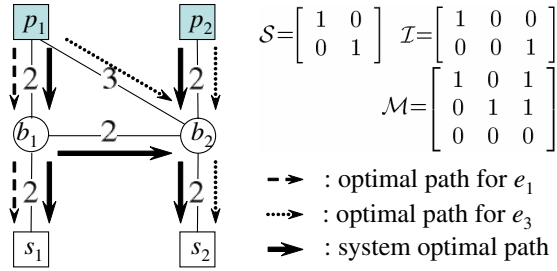 p1 p2
S = [ 1 0
0 1 ]
I = [ 1 0 0
0 0 1 ]
2 3 2
M = [ 1 0 1
0 1 1
0 0 0 ]
b1 2 b2
2 2
: optimal path for e1
: optimal path for e3
s1 s2
: system optimal path